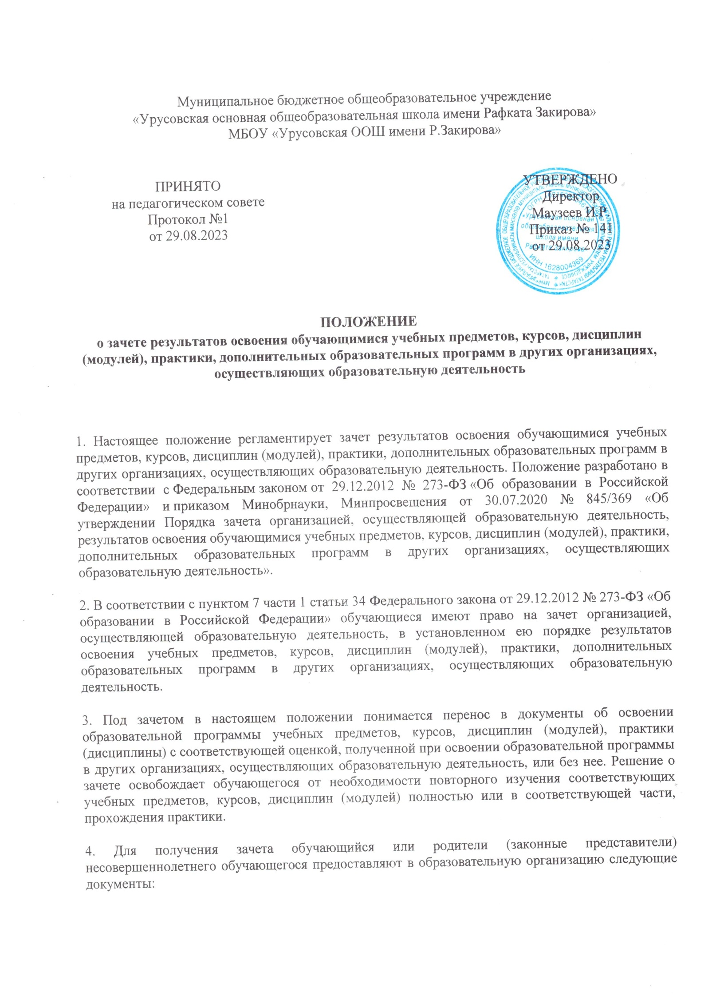 Муниципальное бюджетное общеобразовательное учреждение
«Урусовская основная общеобразовательная школа имени Рафката Закирова»
МБОУ «Урусовская ООШ имени Р.Закирова»
ПРИНЯТО
на педагогическом совете
Протокол №1
от 29.08.2023
УТВЕРЖДЕНО
Директор
Маузеев И.Р.
Приказ № 141
от 29.08.2023
«Урусовская основная
общеобразовательная
школа имени
Рафката Закирова»
ИНН 1628004369
ПОЛОЖЕНИЕ
о зачете результатов освоения обучающимися учебных предметов, курсов, дисциплин
(модулей), практики, дополнительных образовательных программ в других организациях,
осуществляющих образовательную деятельность
1. Настоящее положение регламентирует зачет результатов освоения обучающимися учебных
предметов, курсов, дисциплин (модулей), практики, дополнительных образовательных программ в
других организациях, осуществляющих образовательную деятельность. Положение разработано в
соответствии с Федеральным законом от 29.12.2012 № 273-ФЗ «Об образовании в Российской
Федерации» и приказом Минобрнауки, Минпросвещения от 30.07.2020 № 845/369 «Об
утверждении Порядка зачета организацией, осуществляющей образовательную деятельность,
результатов освоения обучающимися учебных предметов, курсов, дисциплин (модулей), практики,
дополнительных образовательных программ в других организациях, осуществляющих
образовательную деятельность».
2. В соответствии с пунктом 7 части 1 статьи 34 Федерального закона от 29.12.2012 № 273-ФЗ «Об
образовании в Российской Федерации» обучающиеся имеют право на зачет организацией,
осуществляющей образовательную деятельность, в установленном ею порядке результатов
освоения учебных предметов, курсов, дисциплин (модулей), практики, дополнительных
образовательных программ в других организациях, осуществляющих образовательную
деятельность.
3. Под зачетом в настоящем положении понимается перенос в документы об освоении
образовательной программы учебных предметов, курсов, дисциплин (модулей), практики
(дисциплины) с соответствующей оценкой, полученной при освоении образовательной программы
в других организациях, осуществляющих образовательную деятельность, или без нее. Решение о
зачете освобождает обучающегося от необходимости повторного изучения соответствующих
учебных предметов, курсов, дисциплин (модулей) полностью или в соответствующей части,
прохождения практики.
4. Для получения зачета обучающийся или родители (законные представители)
несовершеннолетнего обучающегося предоставляют в образовательную организацию следующие
документы: